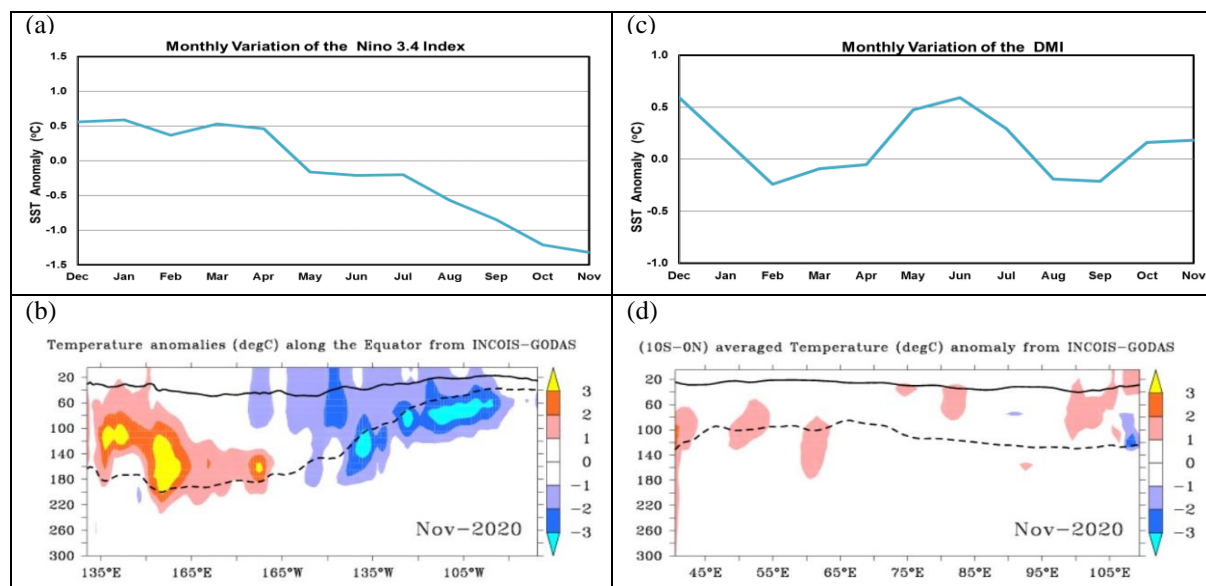 (a)
Monthly Variation of the Nino 3.4 Index
1.5
1.0
0.5
0.0
-0.5
-1.0
-1.5
SST Anomaly (°C)
Dec Jan Feb Mar Apr May Jun Jul Aug Sep Oct Nov
(c)
Monthly Variation of the DMI
1.0
0.5
0.0
-0.5
-1.0
SST Anomaly (°C)
Dec Jan Feb Mar Apr May Jun Jul Aug Sep Oct Nov
(b)
Temperature anomalies (degC) along the Equator from INCOIS-GODAS
20
60
100
140
180
220
260
300
135°E 165°E 165°W 135°W 105°W
3
2
1
0
-1
-2
-3
Nov-2020
(d)
(10S-0N) averaged Temperature (degC) anomaly from INCOIS-GODAS
20
60
100
140
180
220
260
300
45°E 55°E 65°E 75°E 85°E 95°E 105°E
3
2
1
0
-1
-2
-3
Nov-2020